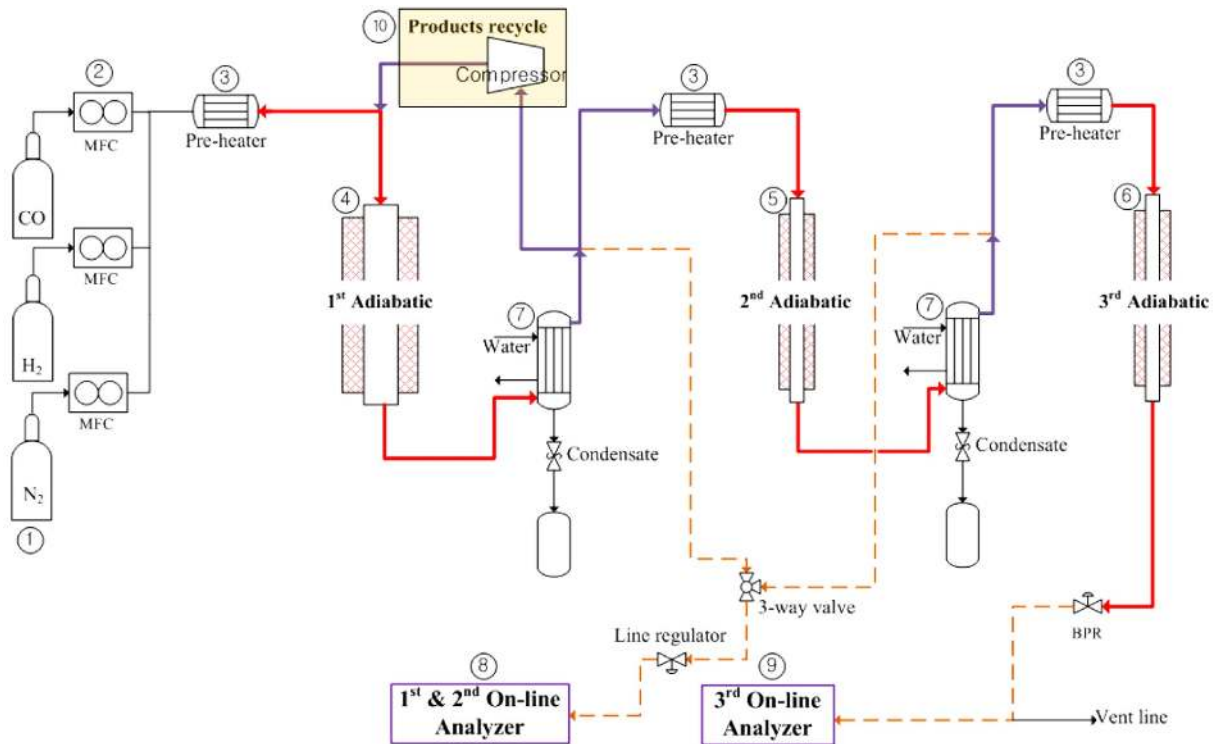 10
Products recycle
Compressor
2
3
3
3
MFC
Pre-heater
Pre-heater
Pre-heater
CO
4
5
6
MFC
1st Adiabatic
2nd Adiabatic
3rd Adiabatic
7
7
Water
Water
H2
MFC
Condensate
Condensate
N2
1
3-way valve
BPR
Line regulator
8
9
1st & 2nd On-line
Analyzer
3rd On-line
Analyzer
Vent line